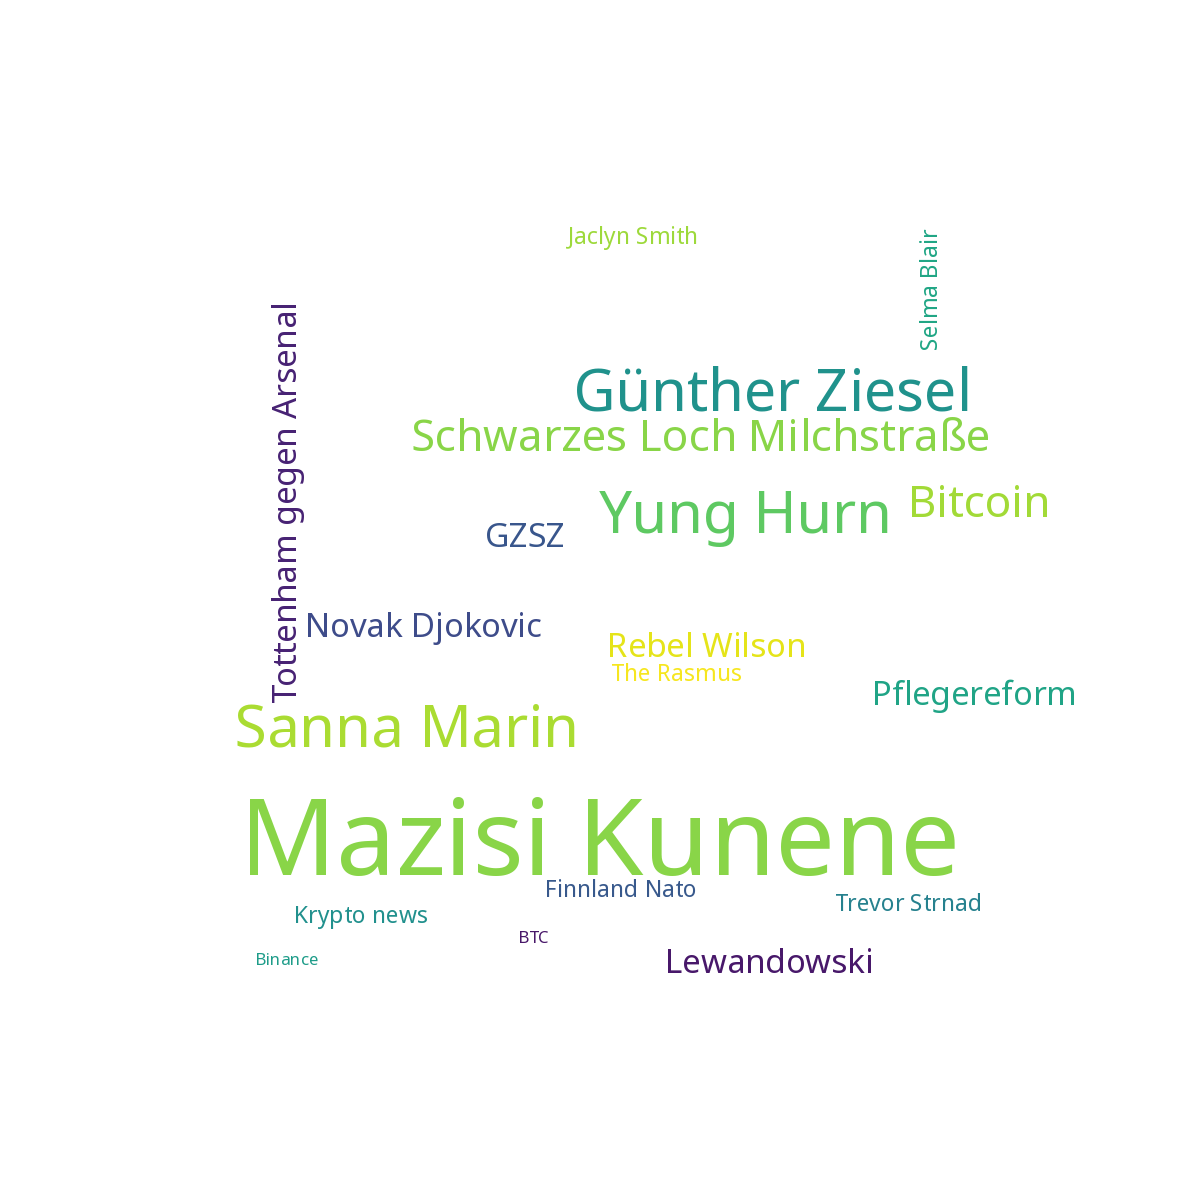 Jaclyn Smith
Selma Blair
Tottenham gegen Arsenal
Günther Ziesel
Schwarzes Loch Milchstraße
Yung Hurn
Bitcoin
GZSZ
Novak Djokovic
Rebel Wilson
The Rasmus
Pflegereform
Sanna Marin
Mazisi Kunene
Finnland Nato
Trevor Strnad
Krypto news
BTC
Binance
Lewandowski